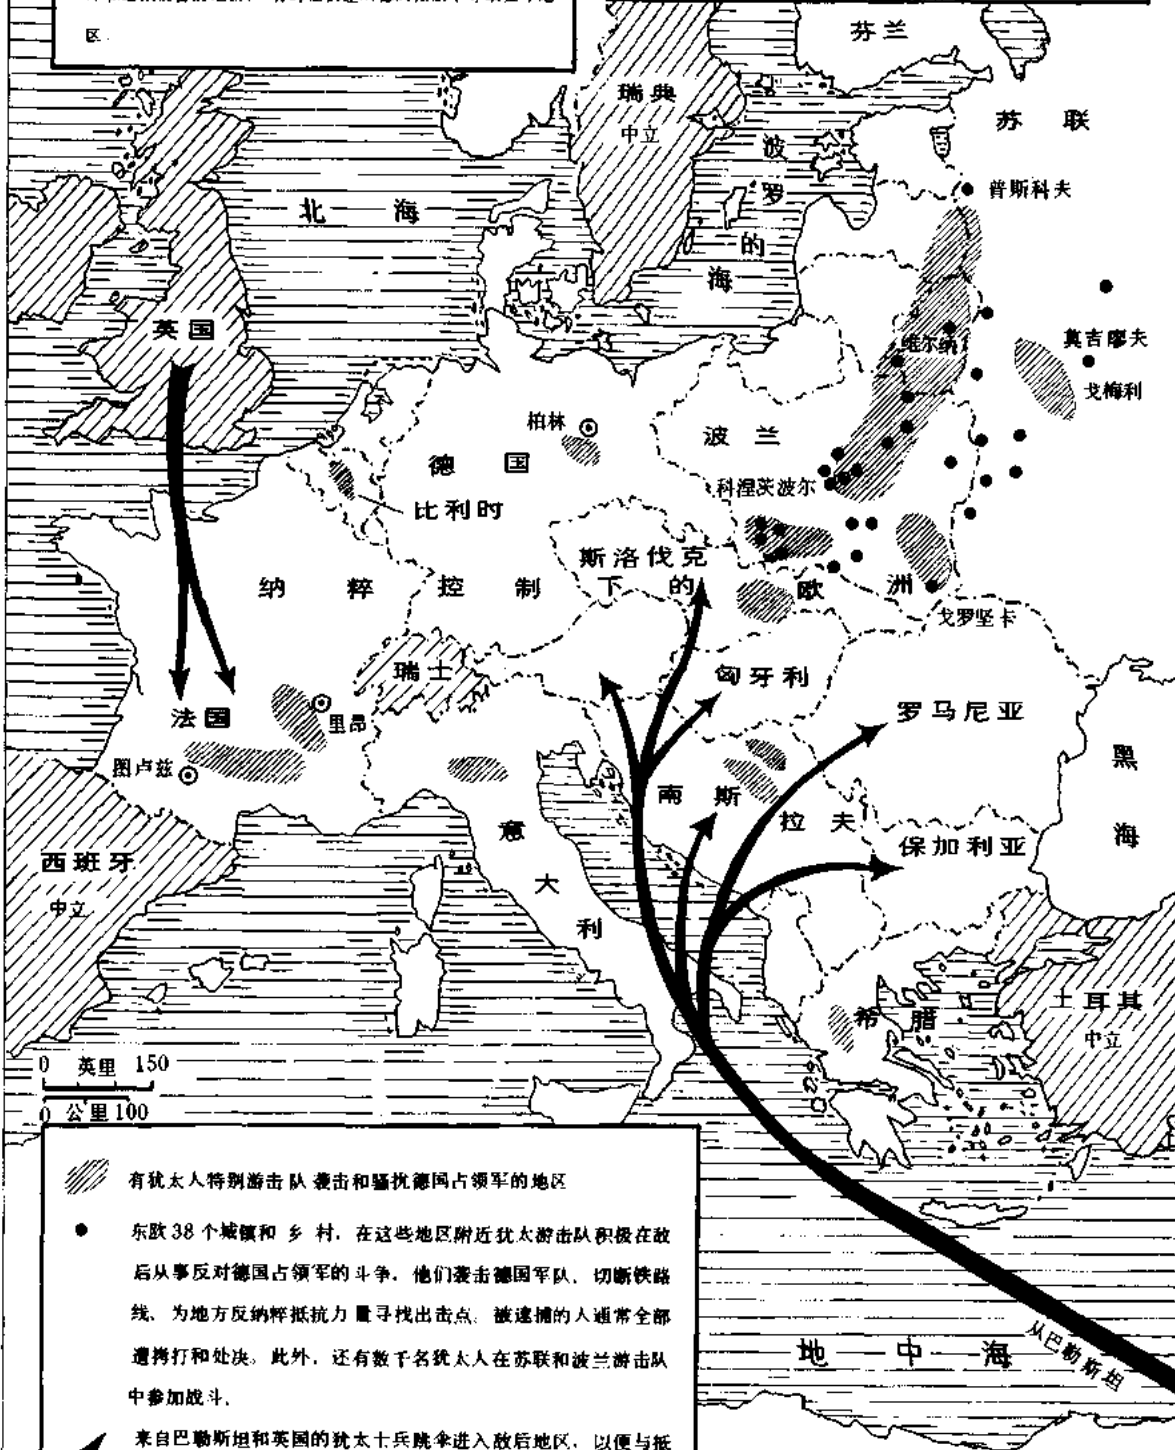 区.
芬兰
瑞典
中立
苏联
波罗的海
普斯科夫
北海
英国
维尔纳
莫吉廖夫
戈梅利
柏林
波兰
德国
科涅茨波尔
比利时
斯洛伐克
纳粹控制下的欧洲
戈罗坚卡
瑞士
匈牙利
法国
里昂
罗马尼亚
图卢兹
黑海
南斯拉夫
意大利
保加利亚
西班牙
中立
希腊
土耳其
中立
0 英里 150
0 公里 100
地中海
从巴勒斯坦
有犹太人特别游击队袭击和骚扰德国占领军的地区
东欧38个城镇和乡村，在这些地区附近犹太游击队积极在敌
后从事反对德国占领军的斗争。他们袭击德国军队，切断铁路
线，为地方反纳粹抵抗力量寻找出击点。被逮捕的人通常全部
遭拷打和处决。此外，还有数千名犹太人在苏联和波兰游击队
中参加战斗。
来自巴勒斯坦和英国的犹太士兵跳伞进入敌后地区，以便与抵